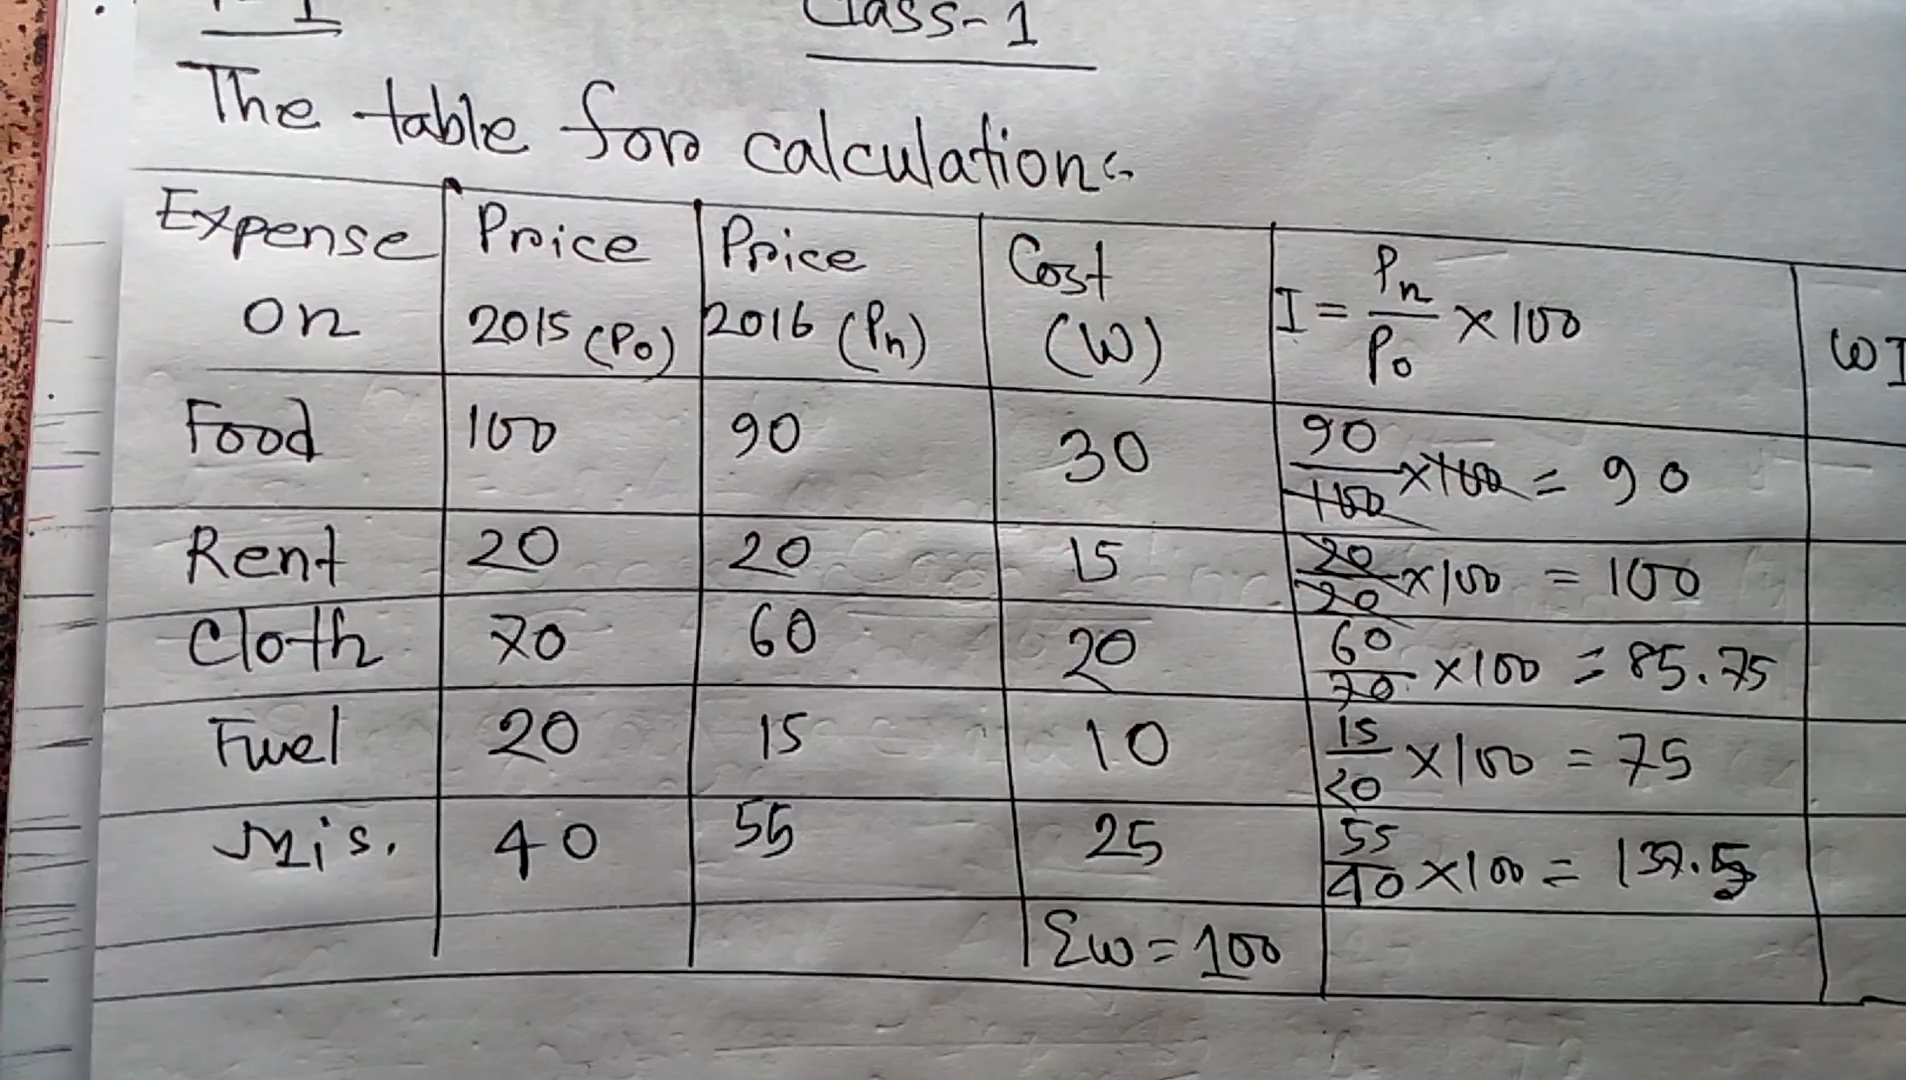 Class-1
The table for calculation:-
Expense on | Price 2015 (P0) | Price 2016 (Pn) | Cost (W) | I = Pn/P0 × 100 | WI
Food | 100 | 90 | 30 | 90/100 × 100 = 90
Rent | 20 | 20 | 15 | 20/20 × 100 = 100
Cloth | 70 | 60 | 20 | 60/70 × 100 = 85.75
Fuel | 20 | 15 | 10 | 15/20 × 100 = 75
Mis. | 40 | 55 | 25 | 55/40 × 100 = 137.5
Σw = 100